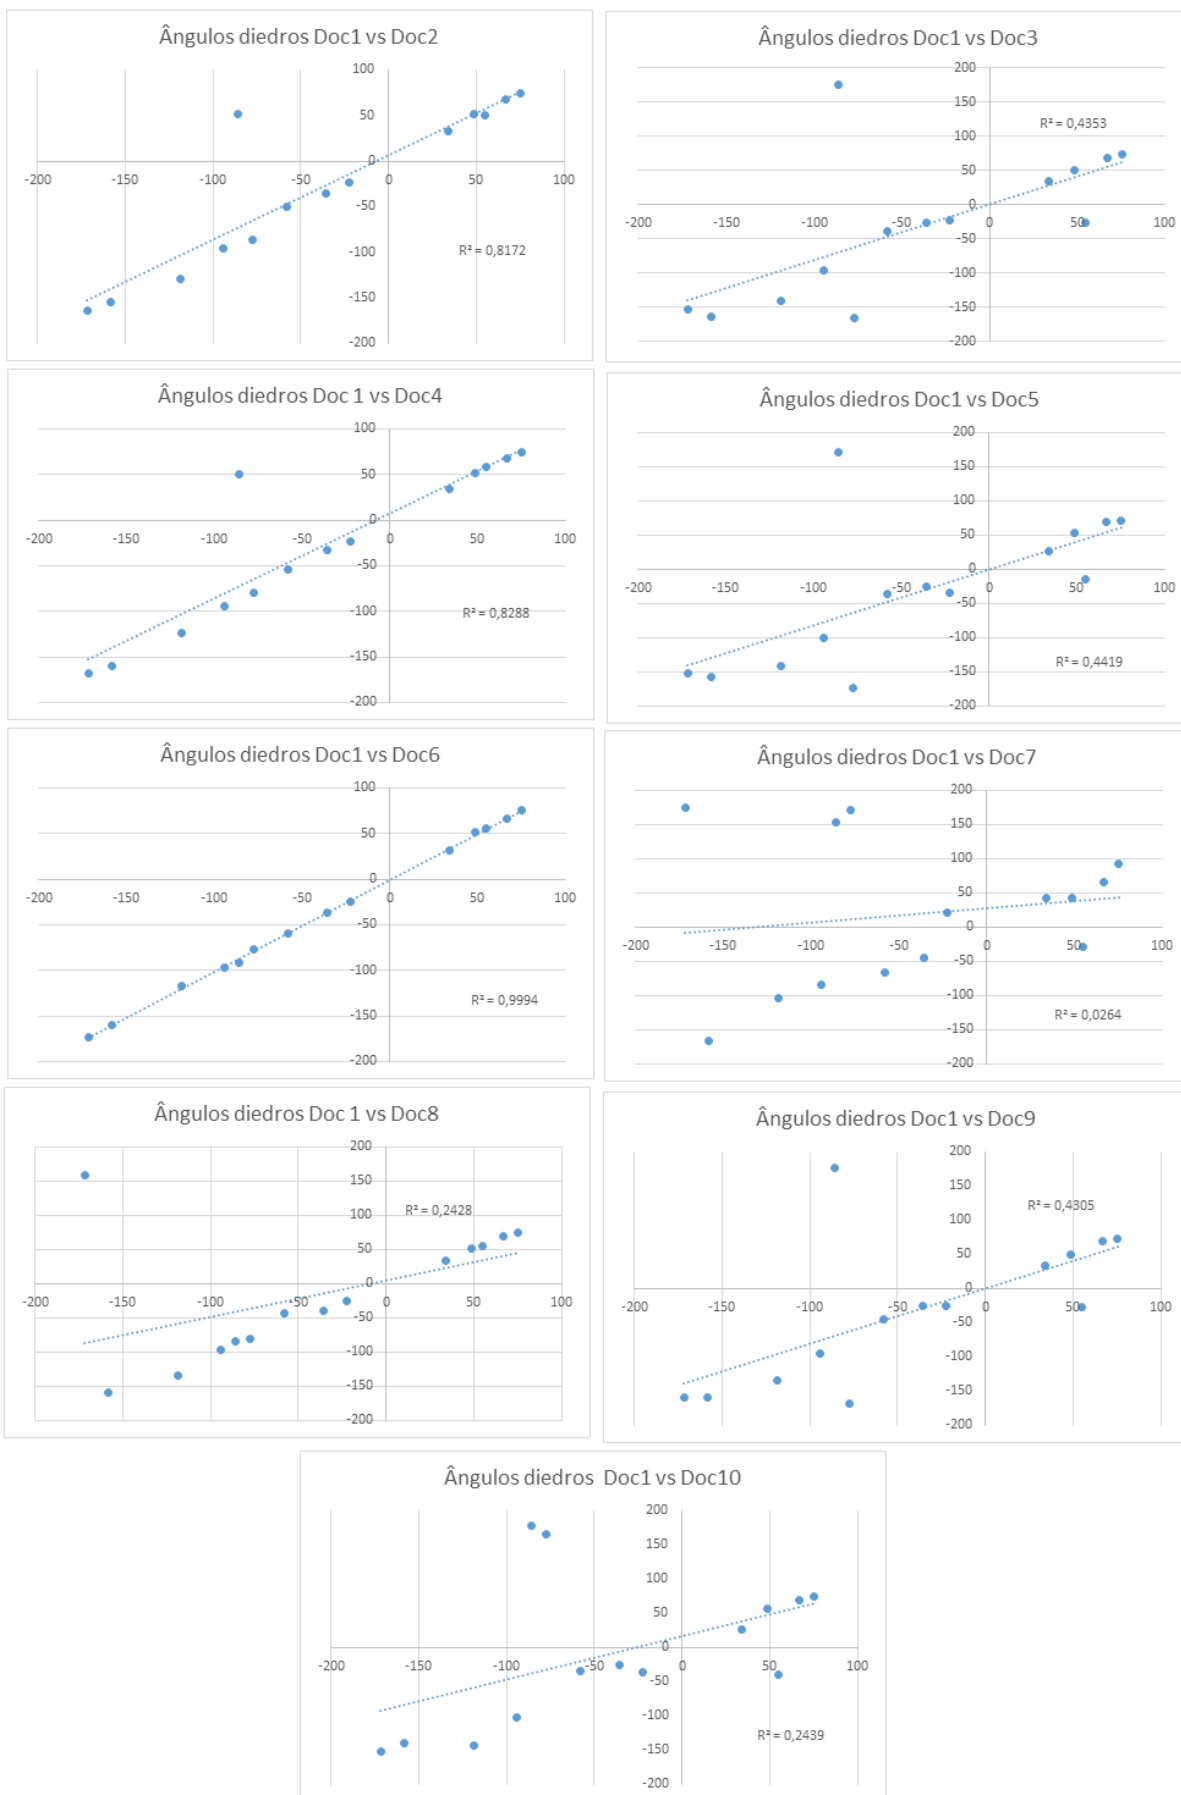 Ângulos diedros Doc1 vs Doc2
100
50
0
-200 -150 -100 -50 0 50 100
-50
R² = 0,8172
-100
-150
-200
Ângulos diedros Doc1 vs Doc3
200
150
R² = 0,4353
100
50
0
-200 -150 -100 -50 0 50 100
-50
-100
-150
-200
Ângulos diedros Doc 1 vs Doc4
100
50
0
-200 -150 -100 -50 0 50 100
-50
R² = 0,8288
-100
-150
-200
Ângulos diedros Doc1 vs Doc5
200
150
100
50
0
-200 -150 -100 -50 0 50 100
-50
-100
R² = 0,4419
-150
-200
Ângulos diedros Doc1 vs Doc6
100
50
0
-200 -150 -100 -50 0 50 100
-50
-100
R² = 0,9994
-150
-200
Ângulos diedros Doc1 vs Doc7
200
150
100
50
0
-200 -150 -100 -50 0 50 100
-50
-100
R² = 0,0264
-150
-200
Ângulos diedros Doc 1 vs Doc8
200
150
R² = 0,2428
100
50
0
-200 -150 -100 -50 0 50 100
-50
-100
-150
-200
Ângulos diedros Doc1 vs Doc9
200
150
R² = 0,4305
100
50
0
-200 -150 -100 -50 0 50 100
-50
-100
-150
-200
Ângulos diedros Doc1 vs Doc10
200
150
100
50
0
-200 -150 -100 -50 0 50 100
-50
-100
R² = 0,2439
-150
-200